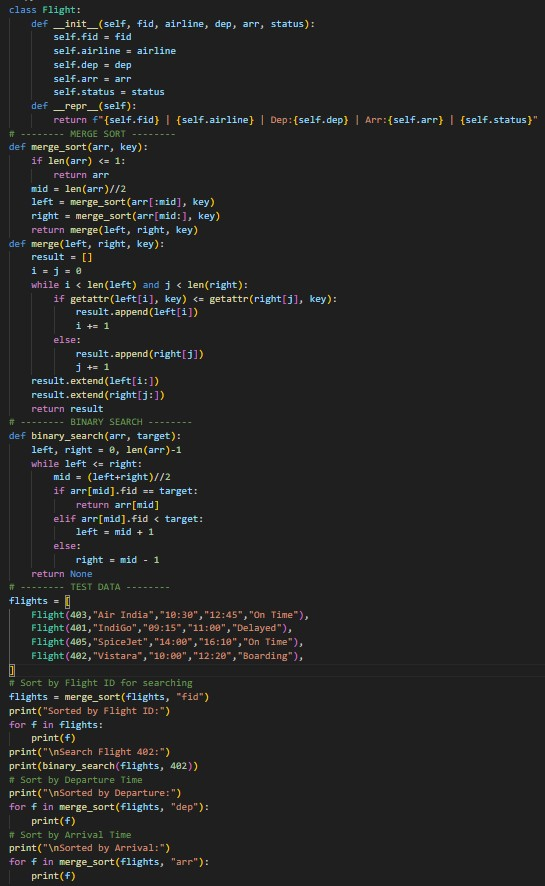 class Flight:
    def __init__(self, fid, airline, dep, arr, status):
        self.fid = fid
        self.airline = airline
        self.dep = dep
        self.arr = arr
        self.status = status
    def __repr__(self):
        return f"{self.fid} | {self.airline} | Dep:{self.dep} | Arr:{self.arr} | {self.status}"
# -------- MERGE SORT --------
def merge_sort(arr, key):
    if len(arr) <= 1:
        return arr
    mid = len(arr)//2
    left = merge_sort(arr[:mid], key)
    right = merge_sort(arr[mid:], key)
    return merge(left, right, key)
def merge(left, right, key):
    result = []
    i = j = 0
    while i < len(left) and j < len(right):
        if getattr(left[i], key) <= getattr(right[j], key):
            result.append(left[i])
            i += 1
        else:
            result.append(right[j])
            j += 1
    result.extend(left[i:])
    result.extend(right[j:])
    return result
# -------- BINARY SEARCH --------
def binary_search(arr, target):
    left, right = 0, len(arr)-1
    while left <= right:
        mid = (left+right)//2
        if arr[mid].fid == target:
            return arr[mid]
        elif arr[mid].fid < target:
            left = mid + 1
        else:
            right = mid - 1
    return None
# -------- TEST DATA --------
flights = [
    Flight(403,"Air India","10:30","12:45","On Time"),
    Flight(401,"IndiGo","09:15","11:00","Delayed"),
    Flight(405,"SpiceJet","14:00","16:10","On Time"),
    Flight(402,"Vistara","10:00","12:20","Boarding"),
]
# Sort by Flight ID for searching
flights = merge_sort(flights, "fid")
print("Sorted by Flight ID:")
for f in flights:
    print(f)
print("\nSearch Flight 402:")
print(binary_search(flights, 402))
# Sort by Departure Time
print("\nSorted by Departure:")
for f in merge_sort(flights, "dep"):
    print(f)
# Sort by Arrival Time
print("\nSorted by Arrival:")
for f in merge_sort(flights, "arr"):
    print(f)